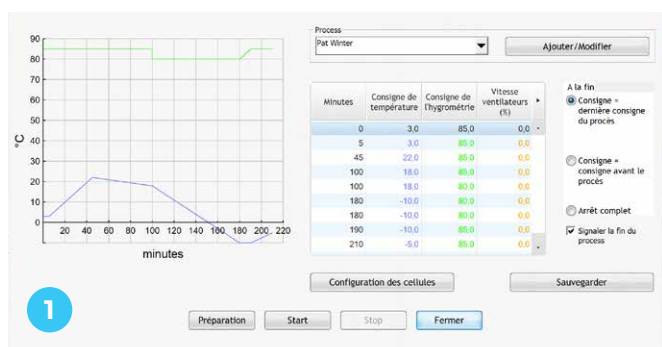 Process
Pat Winter
Ajouter/Modifier
90
80
70
60
50
40
30
20
10
0
°C
20 40 60 80 100 120 140 160 180 200 220
minutes
Minutes Consigne de température Consigne de l'hygrométrie Vitesse ventilateurs (%)
0 3,0 85,0 0,0
5 3,0 85,0 0,0
45 22,0 85,0 0,0
100 18,0 85,0 0,0
100 18,0 80,0 0,0
180 -10,0 80,0 0,0
180 -10,0 80,0 0,0
190 -10,0 85,0 0,0
210 -5,0 85,0 0,0
A la fin
Consigne =
dernière consigne
du procès
Consigne =
consigne avant le
procès
Arrêt complet
Signaler la fin du
process
Configuration des cellules
Sauvegarder
1
Préparation
Start
Stop
Fermer